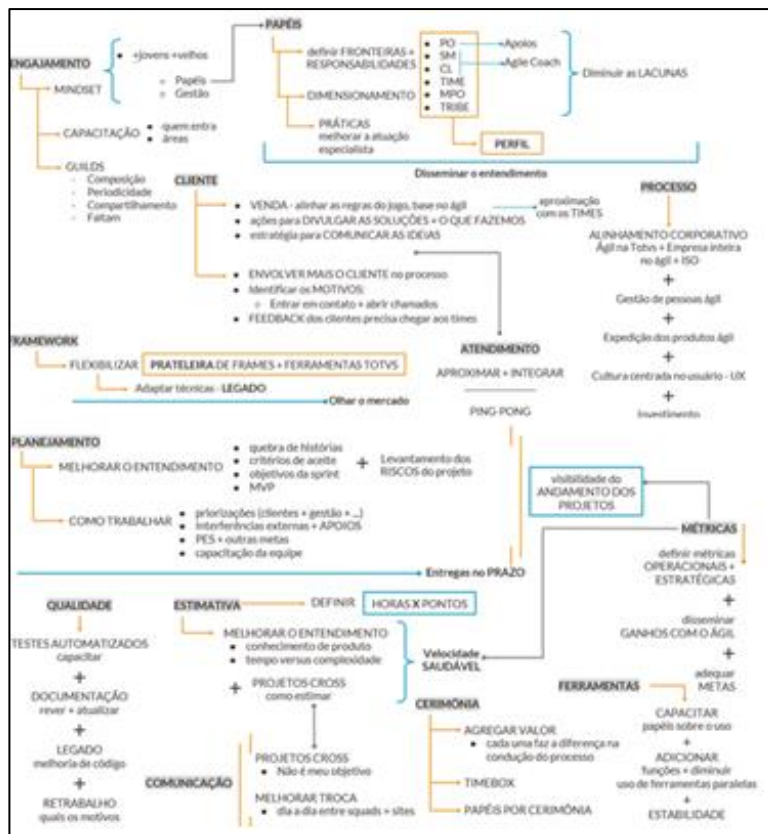 ENGAJAMENTO
MINDSET
+jovens +velhos
Papéis
Gestão
CAPACITAÇÃO
quem entra
áreas
GUILDS
- Composição
- Periodicidade
- Compartilhamento
- Faltam
PAPÉIS
definir FRONTEIRAS +
RESPONSABILIDADES
DIMENSIONAMENTO
PRÁTICAS
melhorar a atuação
especialista
PO
SM
CL
TIME
MPO
TRIBE
Apoios
Agile Coach
Diminuir as LACUNAS
PERFIL
Disseminar o entendimento
CLIENTE
VENDA - alinhar as regras do jogo, base no ágil
ações para DIVULGAR AS SOLUÇÕES + O QUE FAZEMOS
estratégia para COMUNICAR AS IDEIAS
aproximação
com os TIMES
ENVOLVER MAIS O CLIENTE no processo
Identificar os MOTIVOS:
Entrar em contato + abrir chamados
FEEDBACK dos clientes precisa chegar aos times
PROCESSO
ALINHAMENTO CORPORATIVO
Ágil na Totvs + Empresa inteira
no ágil + ISO
+
Gestão de pessoas ágil
+
Expedição dos produtos ágil
+
Cultura centrada no usuário - UX
+
Investimento
FRAMEWORK
FLEXIBILIZAR
PRATELEIRA DE FRAMES + FERRAMENTAS TOTVS
Adaptar técnicas - LEGADO
Olhar o mercado
ATENDIMENTO
APROXIMAR + INTEGRAR
PING-PONG
PLANEJAMENTO
MELHORAR O ENTENDIMENTO
quebra de histórias
critérios de aceite
objetivos da sprint
MVP
+
Levantamento dos
RISCOS do projeto
COMO TRABALHAR
priorizações (clientes + gestão + ...)
Interferências externas + APOIOS
PES + outras metas
capacitação da equipe
Entregas no PRAZO
visibilidade do
ANDAMENTO DOS
PROJETOS
MÉTRICAS
definir métricas
OPERACIONAIS +
ESTRATÉGICAS
+
disseminar
GANHOS COM O ÁGIL
+
adequar
METAS
QUALIDADE
TESTES AUTOMATIZADOS
capacitar
+
DOCUMENTAÇÃO
rever + atualizar
+
LEGADO
melhoria de código
+
RETRABALHO
quais os motivos
ESTIMATIVA
DEFINIR
HORAS X PONTOS
MELHORAR O ENTENDIMENTO
conhecimento de produto
tempo versus complexidade
+
PROJETOS CROSS
como estimar
Velocidade
SAUDÁVEL
COMUNICAÇÃO
PROJETOS CROSS
Não é meu objetivo
MELHORAR TROCA
dia a dia entre squads + sites
CERIMÔNIA
AGREGAR VALOR
cada uma faz a diferença na
condução do processo
TIMEBOX
PAPÉIS POR CERIMÔNIA
FERRAMENTAS
CAPACITAR
papéis sobre o uso
+
ADICIONAR
funções + diminuir
uso de ferramentas paralelas
+
ESTABILIDADE